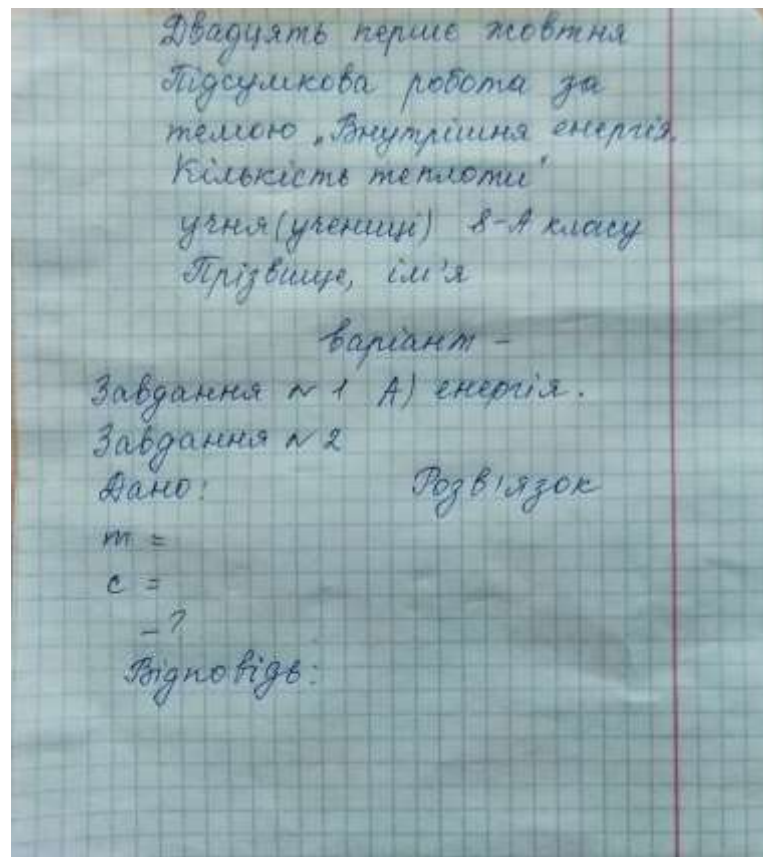 Двадцять перше жовтня
Підсумкова робота за
темою „Внутрішня енергія.
Кількість теплоти"
учня (учениці) 8-А класу
Прізвище, ім'я
варіант -
Завдання № 1 А) енергія.
Завдання № 2
Дано: Розв'язок
m =
c =
- ?
Відповідь: